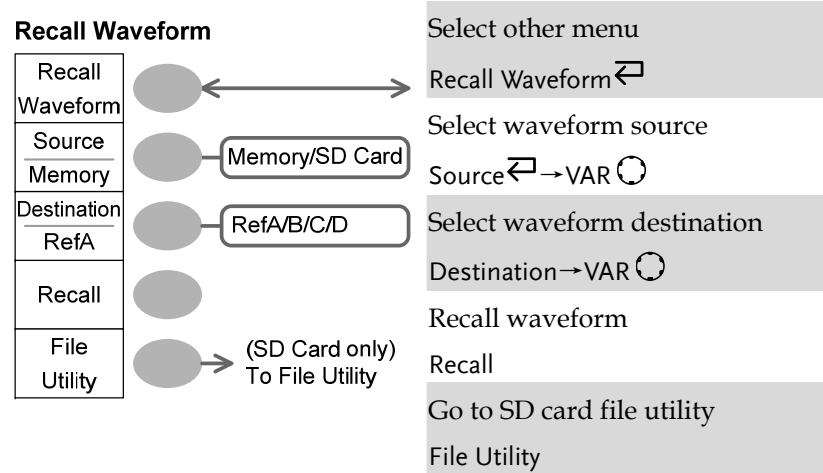 Recall Waveform
Recall
Waveform
Source
Memory
Destination
RefA
Recall
File
Utility
Memory/SD Card
RefA/B/C/D
(SD Card only)
To File Utility
Select other menu
Recall Waveform
Select waveform source
Source→VAR
Select waveform destination
Destination→VAR
Recall waveform
Recall
Go to SD card file utility
File Utility